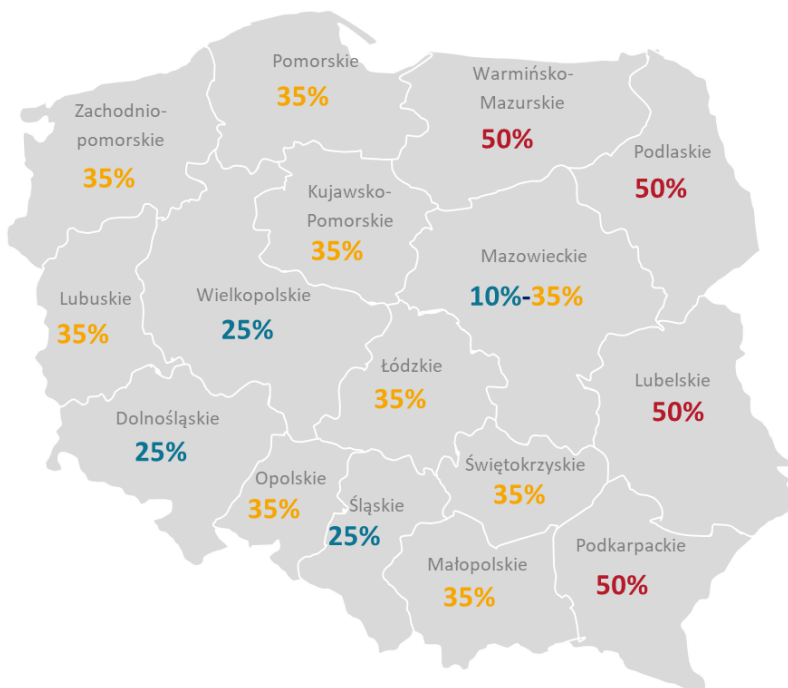 Pomorskie
35%
Warmińsko-
Mazurskie
50%
Zachodnio-
pomorskie
35%
Podlaskie
50%
Kujawsko-
Pomorskie
35%
Mazowieckie
10%-35%
Lubuskie
35%
Wielkopolskie
25%
Łódzkie
35%
Lubelskie
50%
Dolnośląskie
25%
Opolskie
35%
Śląskie
25%
Świętokrzyskie
35%
Małopolskie
35%
Podkarpackie
50%